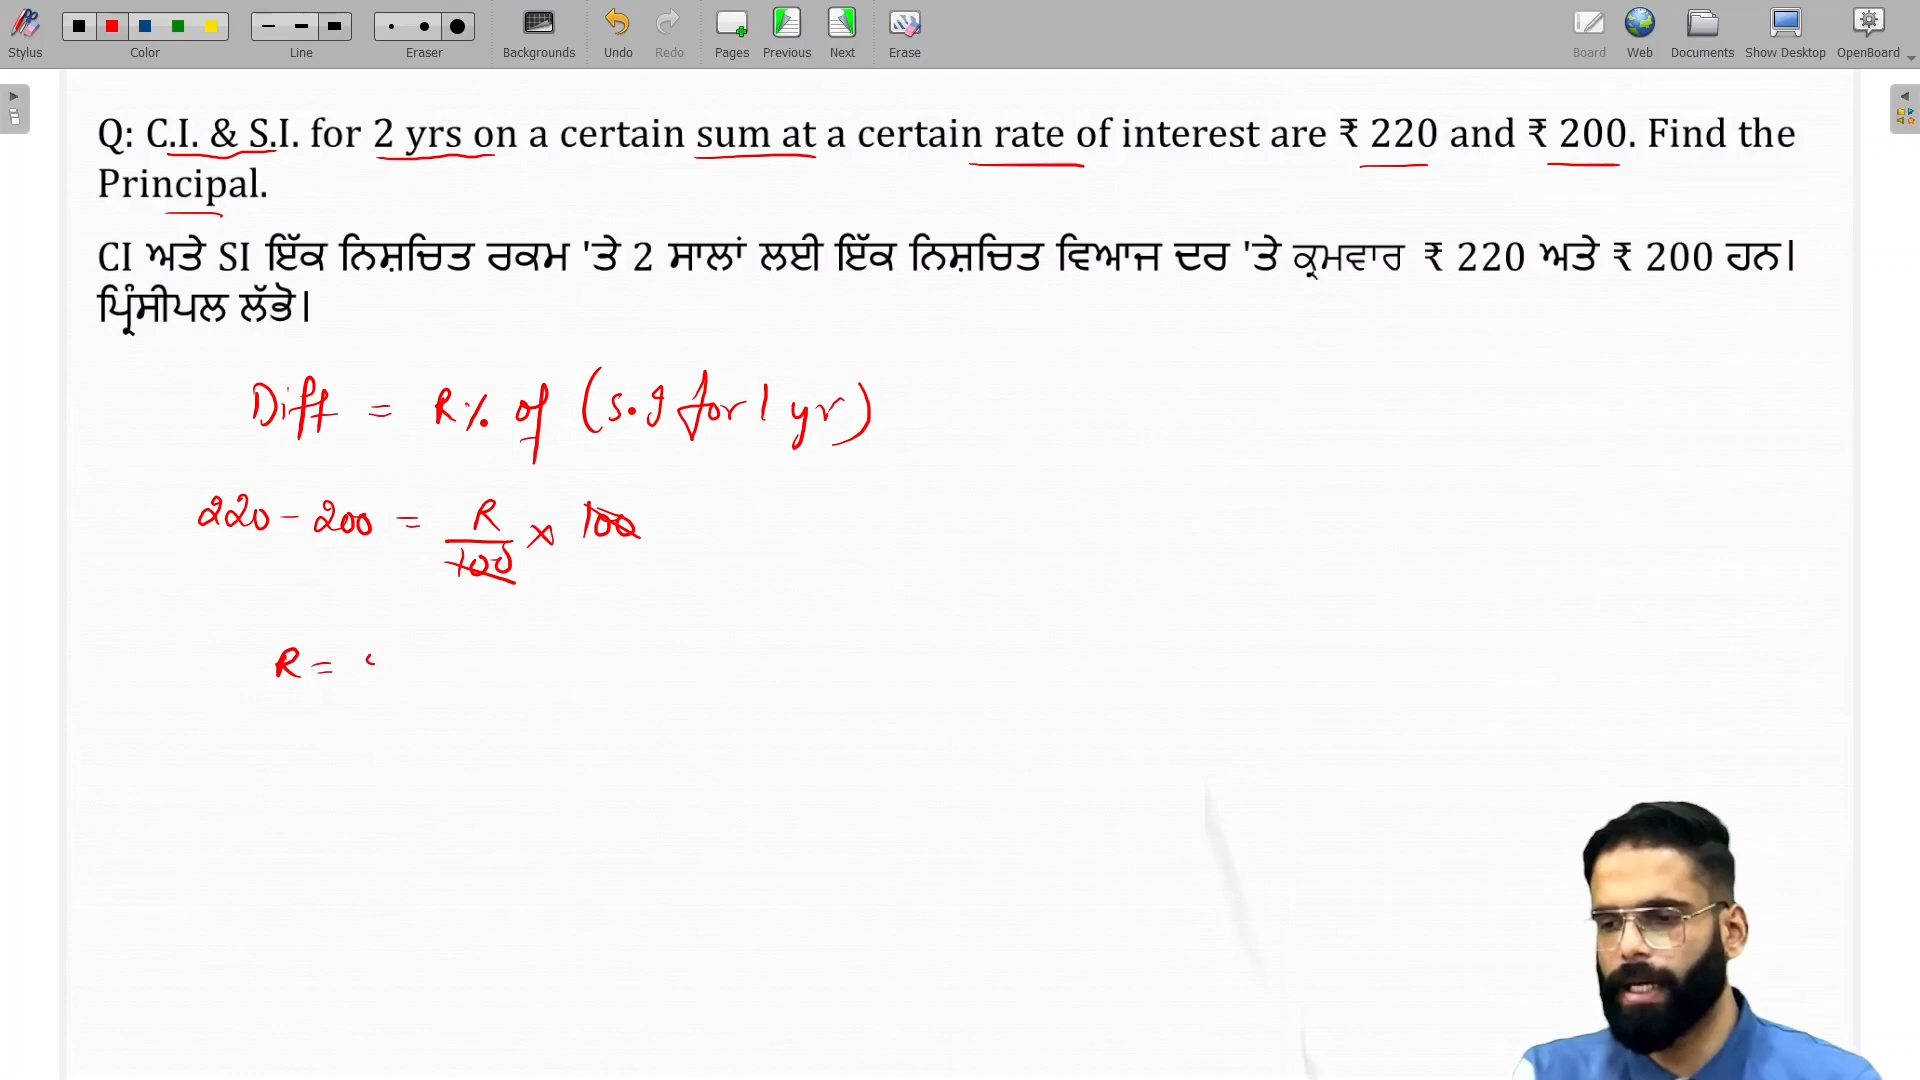 Stylus Color Line Eraser Backgrounds Undo Redo Pages Previous Next Erase Board Web Documents Show Desktop OpenBoard
Q: C.I. & S.I. for 2 yrs on a certain sum at a certain rate of interest are ₹ 220 and ₹ 200. Find the
Principal.
CI ਅਤੇ SI ਇੱਕ ਨਿਸ਼ਚਿਤ ਰਕਮ 'ਤੇ 2 ਸਾਲਾਂ ਲਈ ਇੱਕ ਨਿਸ਼ਚਿਤ ਵਿਆਜ ਦਰ 'ਤੇ ਕ੍ਰਮਵਾਰ ₹ 220 ਅਤੇ ₹ 200 ਹਨ।
ਪ੍ਰਿੰਸੀਪਲ ਲੱਭੋ।
Diff = R% of (S.I for 1 yr)
220 - 200 = R/100 × 100
R =